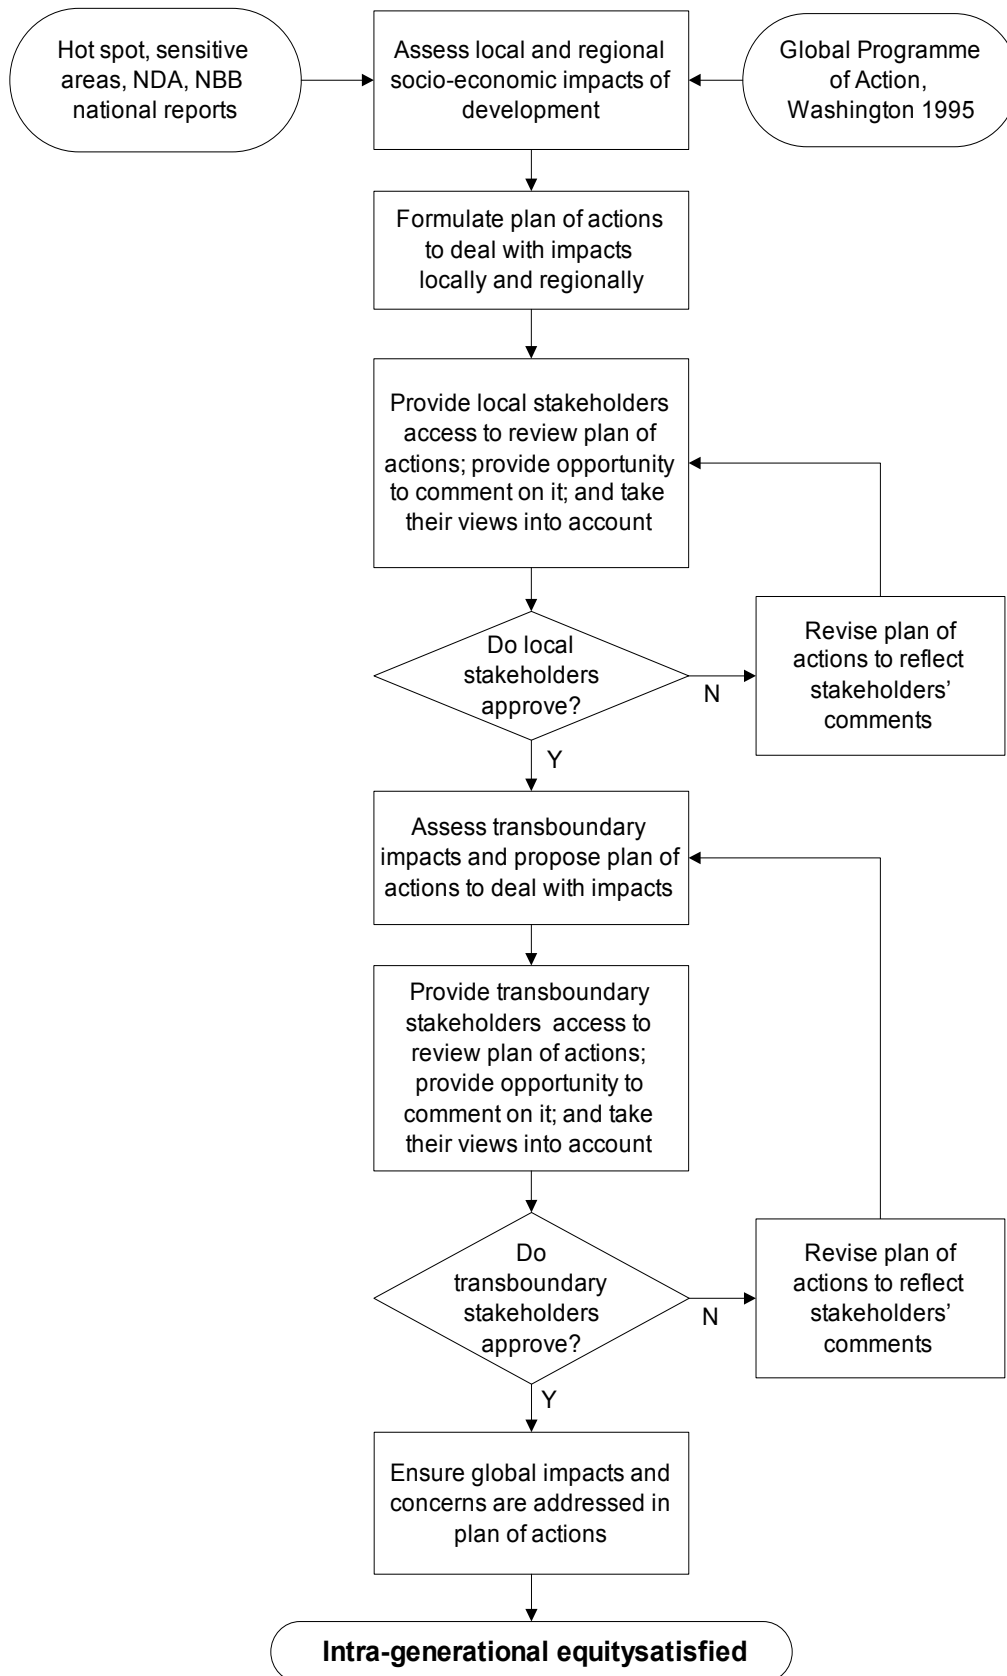 Hot spot, sensitive
areas, NDA, NBB
national reports
Assess local and regional
socio-economic impacts of
development
Global Programme
of Action,
Washington 1995
Formulate plan of actions
to deal with impacts
locally and regionally
Provide local stakeholders
access to review plan of
actions; provide opportunity
to comment on it; and take
their views into account
Do local
stakeholders
approve?
N
Revise plan of
actions to reflect
stakeholders’
comments
Y
Assess transboundary
impacts and propose plan of
actions to deal with impacts
Provide transboundary
stakeholders access to
review plan of actions;
provide opportunity to
comment on it; and take
their views into account
Do
transboundary
stakeholders
approve?
N
Revise plan of
actions to reflect
stakeholders’
comments
Y
Ensure global impacts and
concerns are addressed in
plan of actions
Intra-generational equitysatisfied